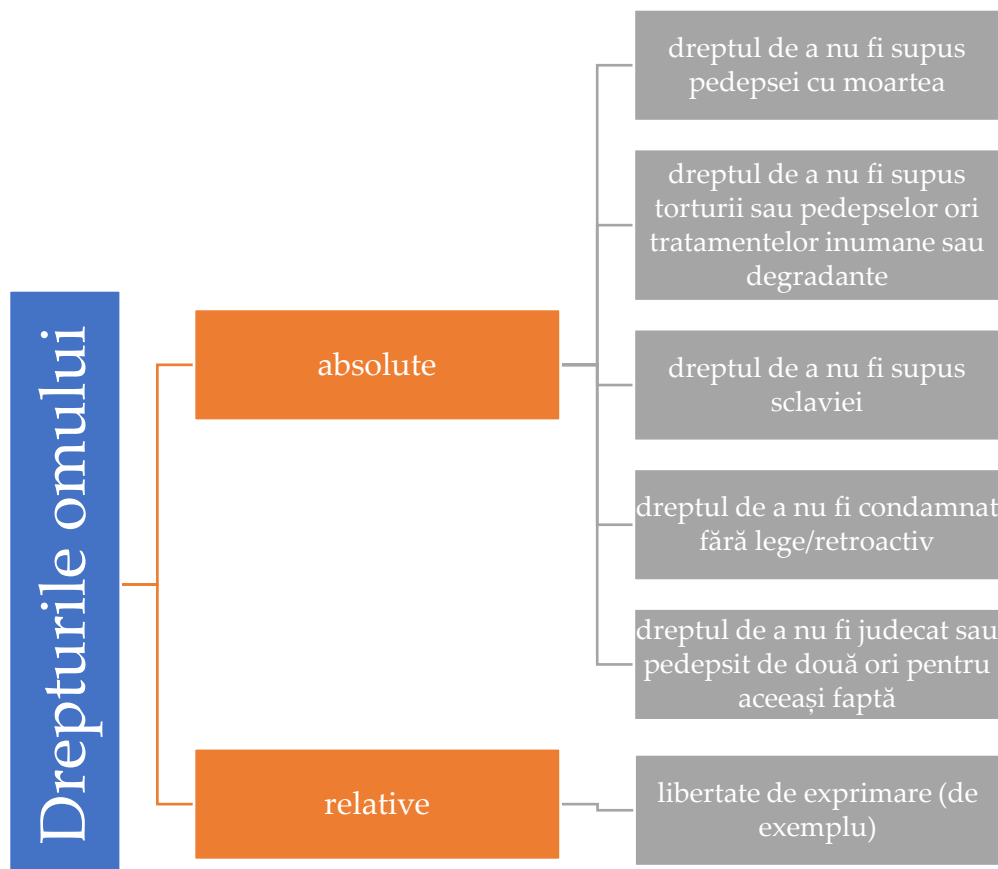 Drepturile omului
absolute
dreptul de a nu fi supus
pedepsei cu moartea
dreptul de a nu fi supus
torturii sau pedepselor ori
tratamentelor inumane sau
degradante
dreptul de a nu fi supus
sclaviei
dreptul de a nu fi condamnat
fără lege/retroactiv
dreptul de a nu fi judecat sau
pedepsit de două ori pentru
aceeași faptă
relative
libertate de exprimare (de
exemplu)